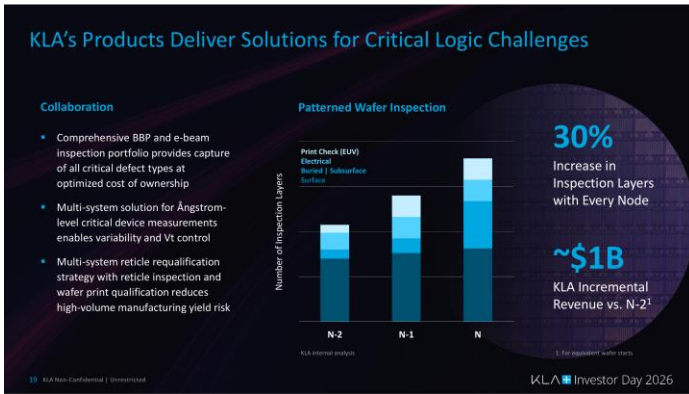 KLA's Products Deliver Solutions for Critical Logic Challenges
Collaboration
▪ Comprehensive BBP and e-beam
inspection portfolio provides capture
of all critical defect types at
optimized cost of ownership
▪ Multi-system solution for Ångstrom-
level critical device measurements
enables variability and Vt control
▪ Multi-system reticle requalification
strategy with reticle inspection and
wafer print qualification reduces
high-volume manufacturing yield risk
Patterned Wafer Inspection
Number of Inspection Layers
Print Check (EUV)
Electrical
Buried | Subsurface
Surface
N-2
N-1
N
KLA internal analysis
30%
Increase in
Inspection Layers
with Every Node
~$1B
KLA Incremental
Revenue vs. N-2¹
1. For equivalent wafer starts
19 KLA Non-Confidential | Unrestricted
KLA Investor Day 2026